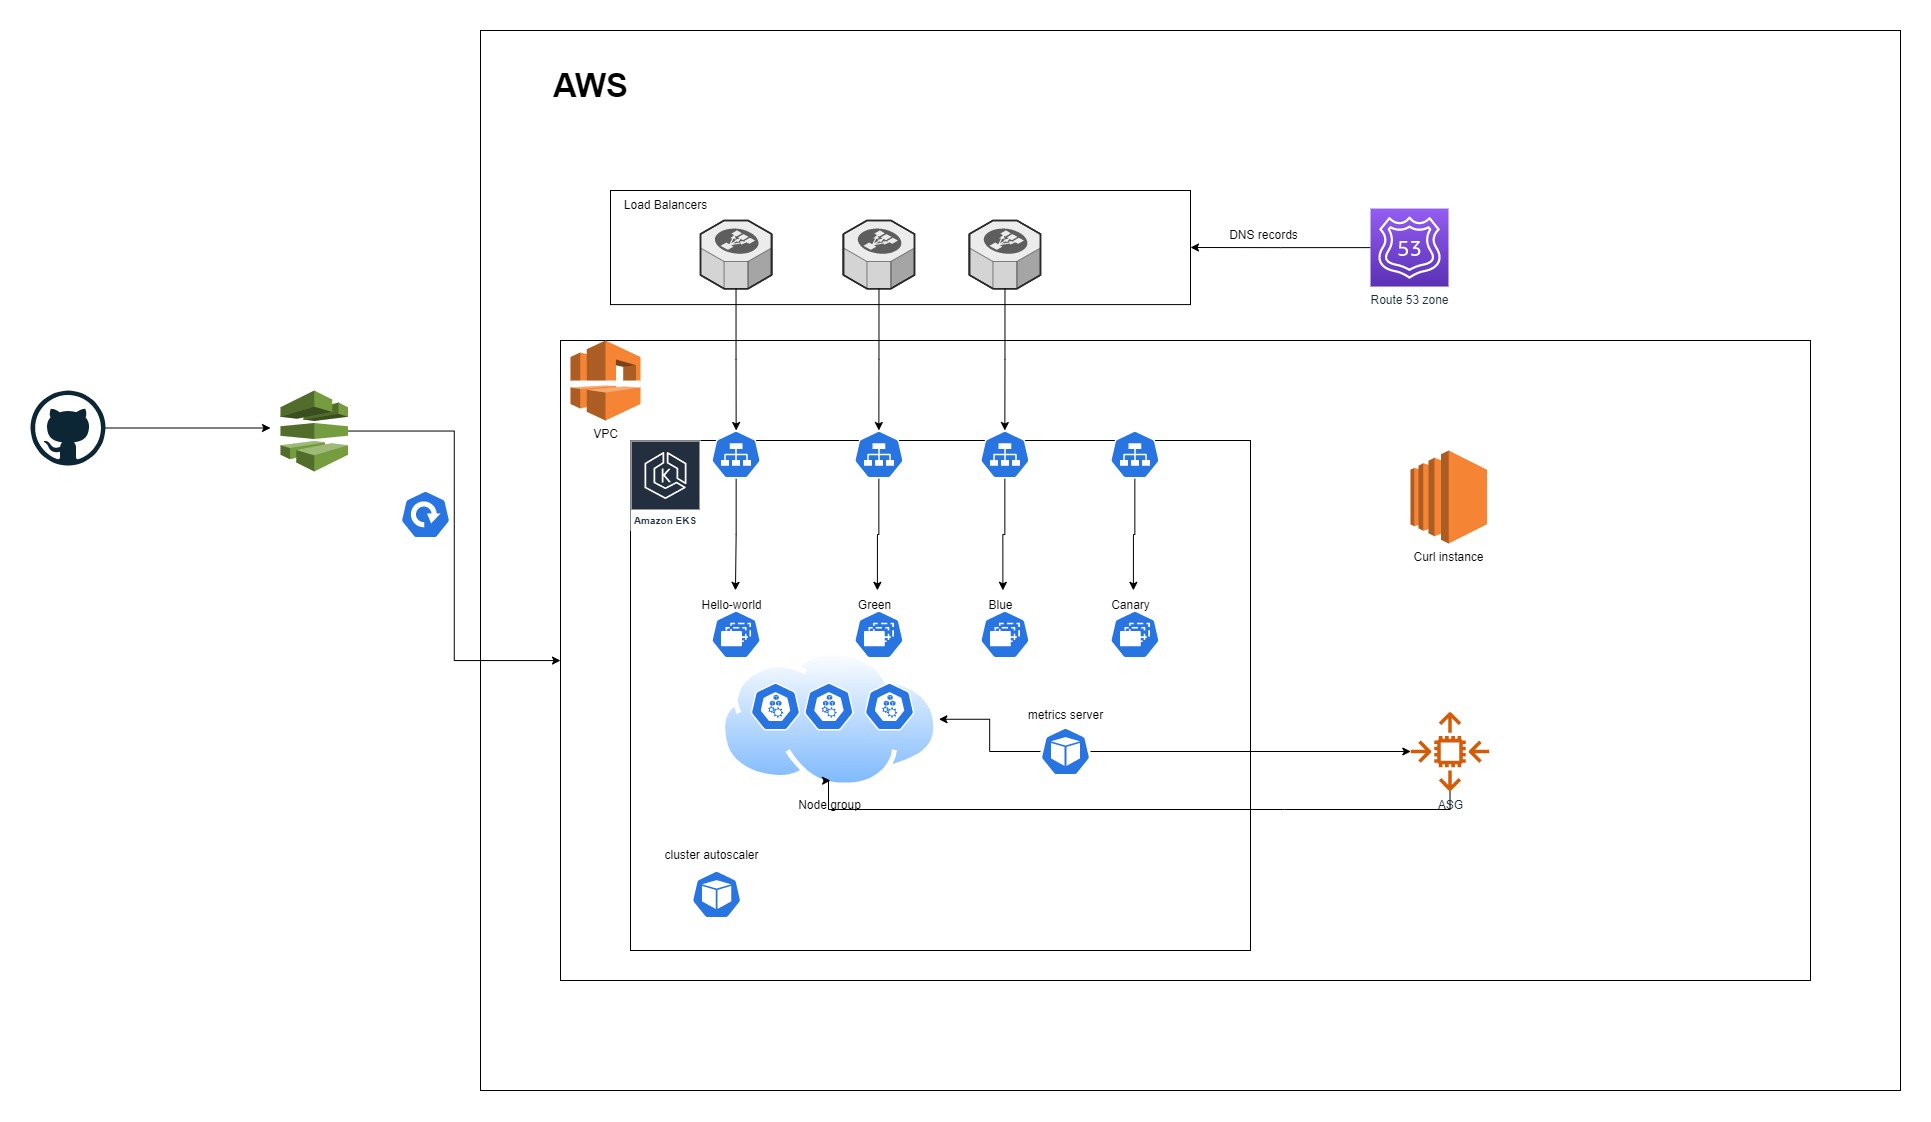 AWS
Load Balancers
DNS records
53
Route 53 zone
VPC
K
Amazon EKS
Curl instance
Hello-world
Green
Blue
Canary
metrics server
Node group
ASG
cluster autoscaler